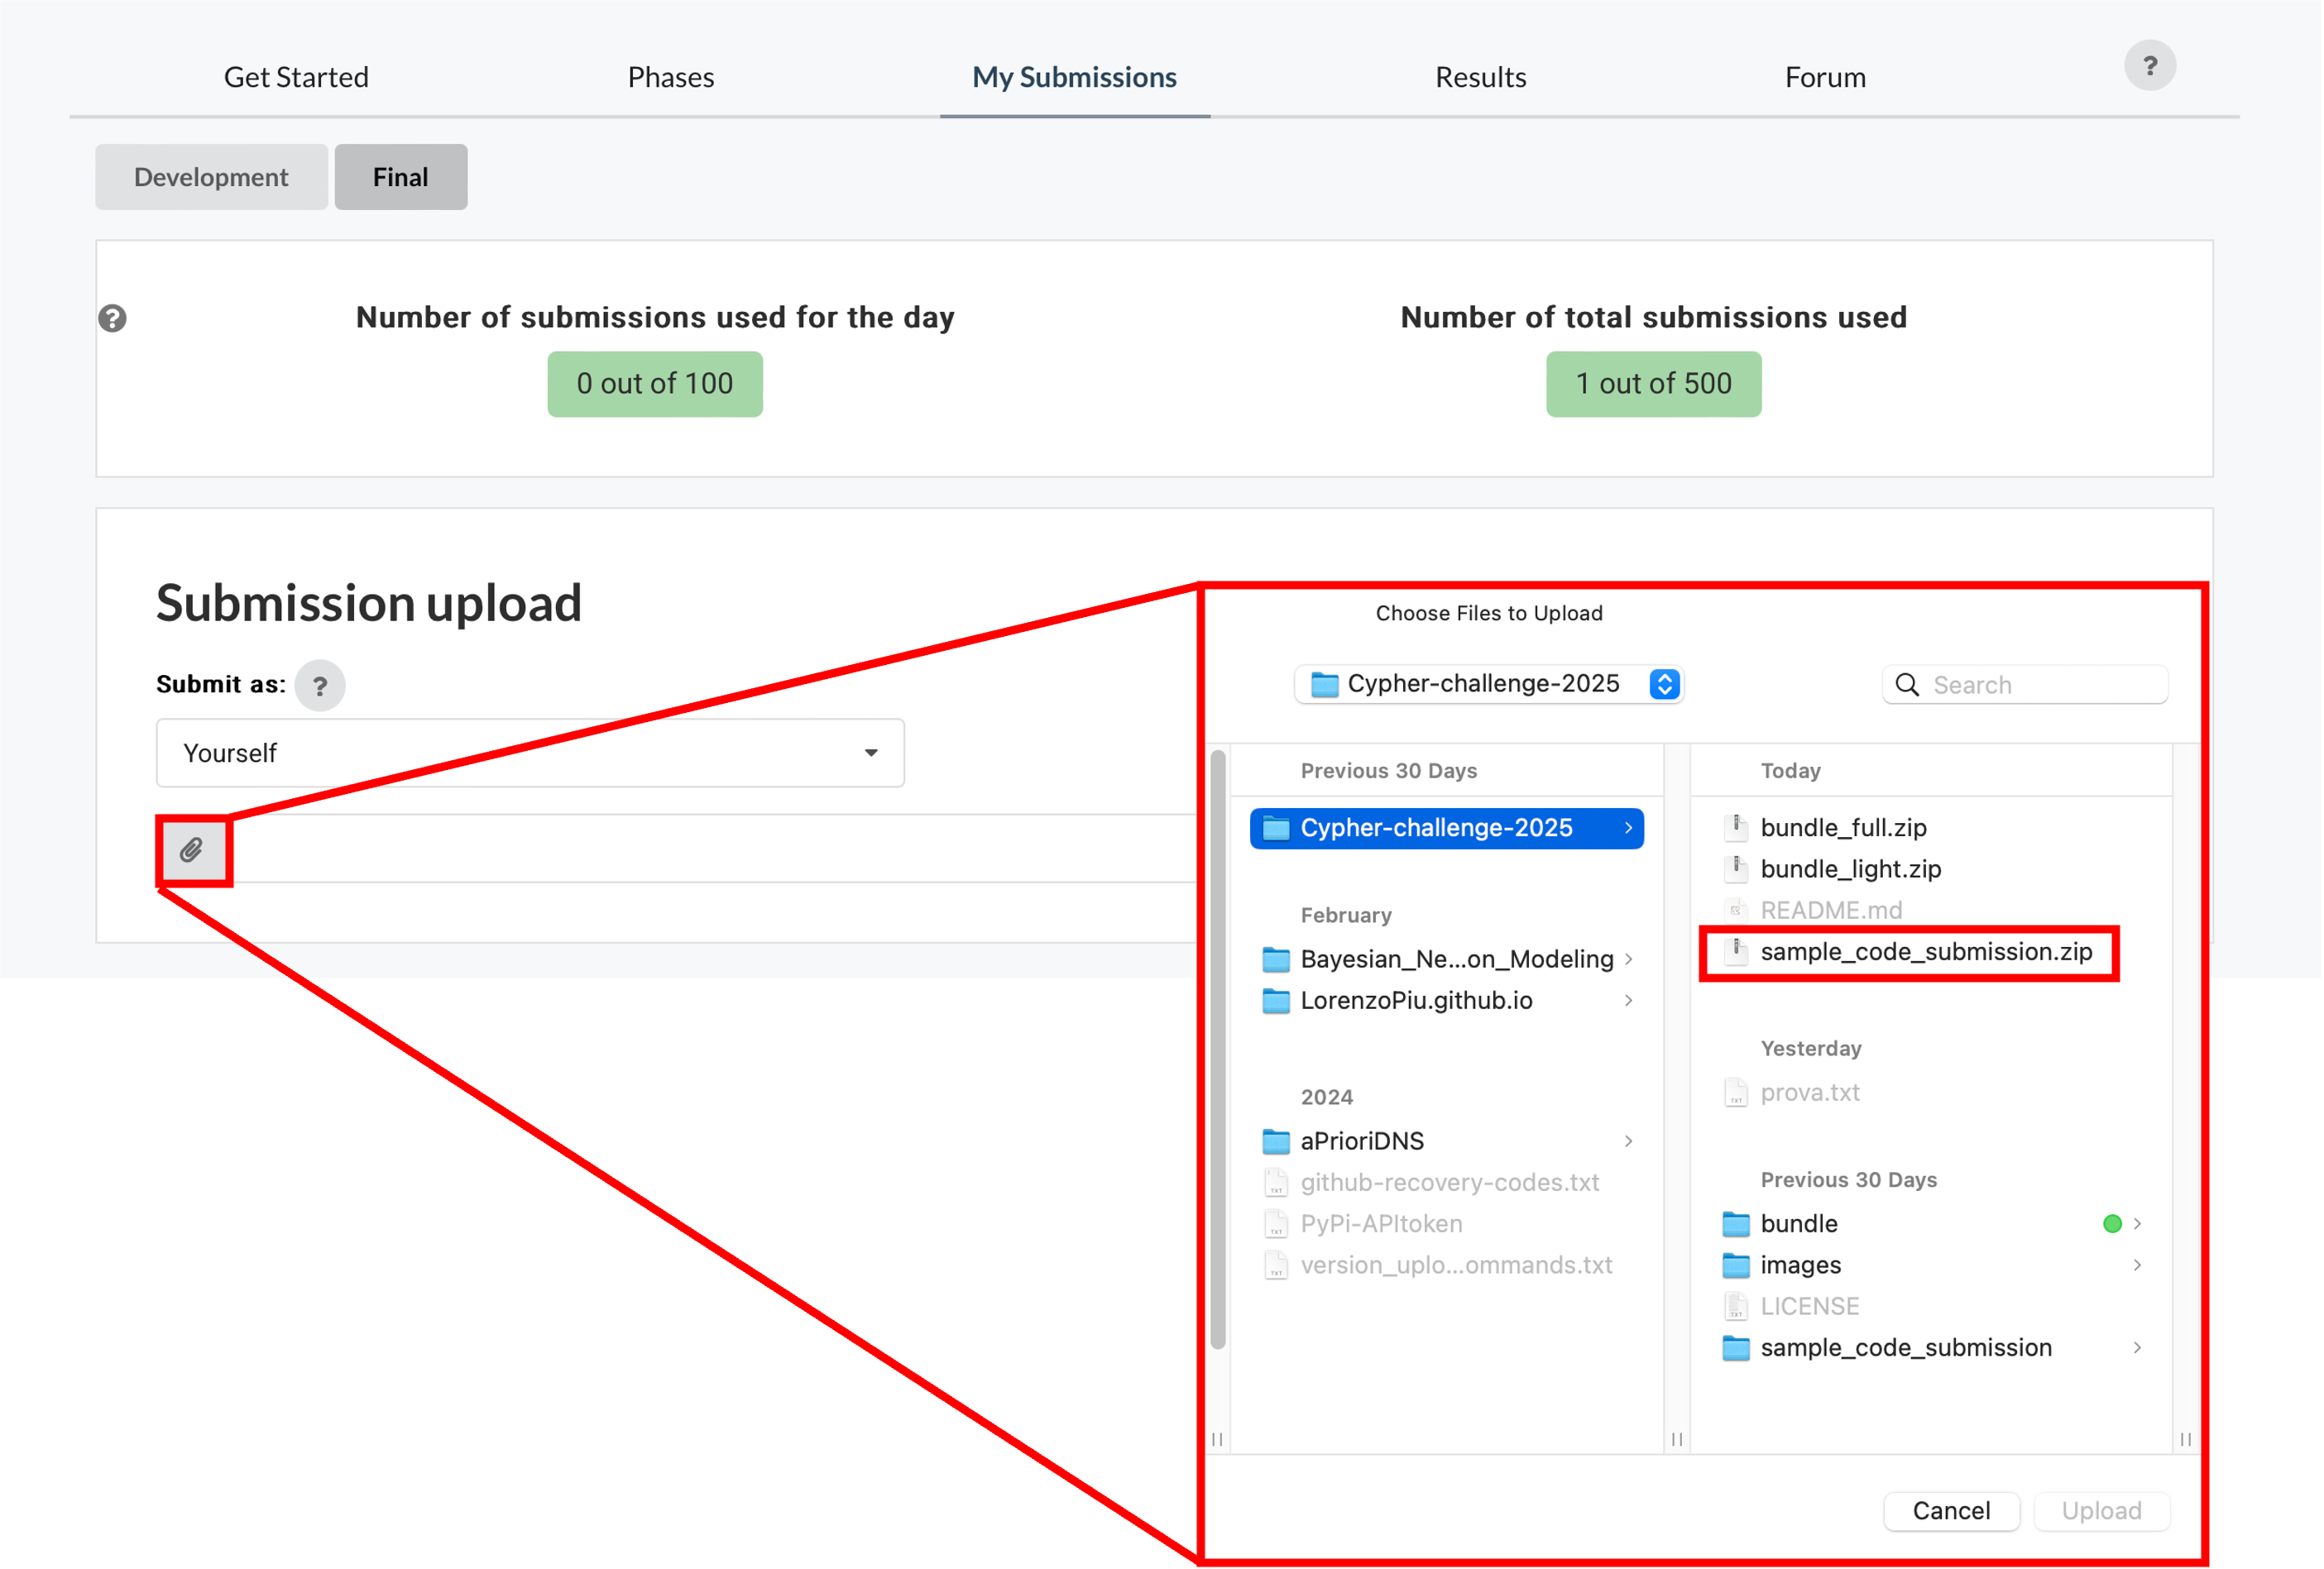 Get Started Phases My Submissions Results Forum ?
Development Final
? Number of submissions used for the day Number of total submissions used
0 out of 100 1 out of 500
Submission upload
Submit as: ?
Yourself
Choose Files to Upload
Cypher-challenge-2025 Search
Previous 30 Days
Cypher-challenge-2025
February
Bayesian_Ne...on_Modeling
LorenzoPiu.github.io
2024
aPrioriDNS
github-recovery-codes.txt
PyPi-APItoken
version_uplo...ommands.txt
Today
bundle_full.zip
bundle_light.zip
README.md
sample_code_submission.zip
Yesterday
prova.txt
Previous 30 Days
bundle
images
LICENSE
sample_code_submission
Cancel Upload